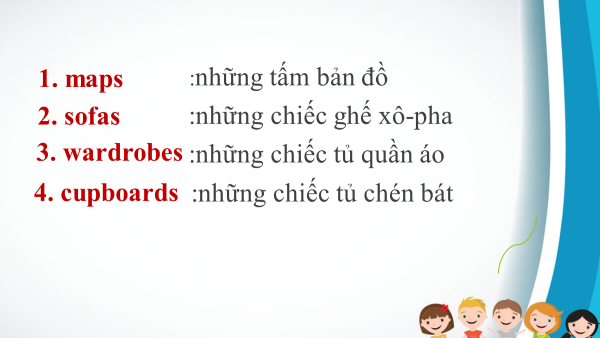 1. maps :những tấm bản đồ
2. sofas :những chiếc ghế xô-pha
3. wardrobes :những chiếc tủ quần áo
4. cupboards :những chiếc tủ chén bát